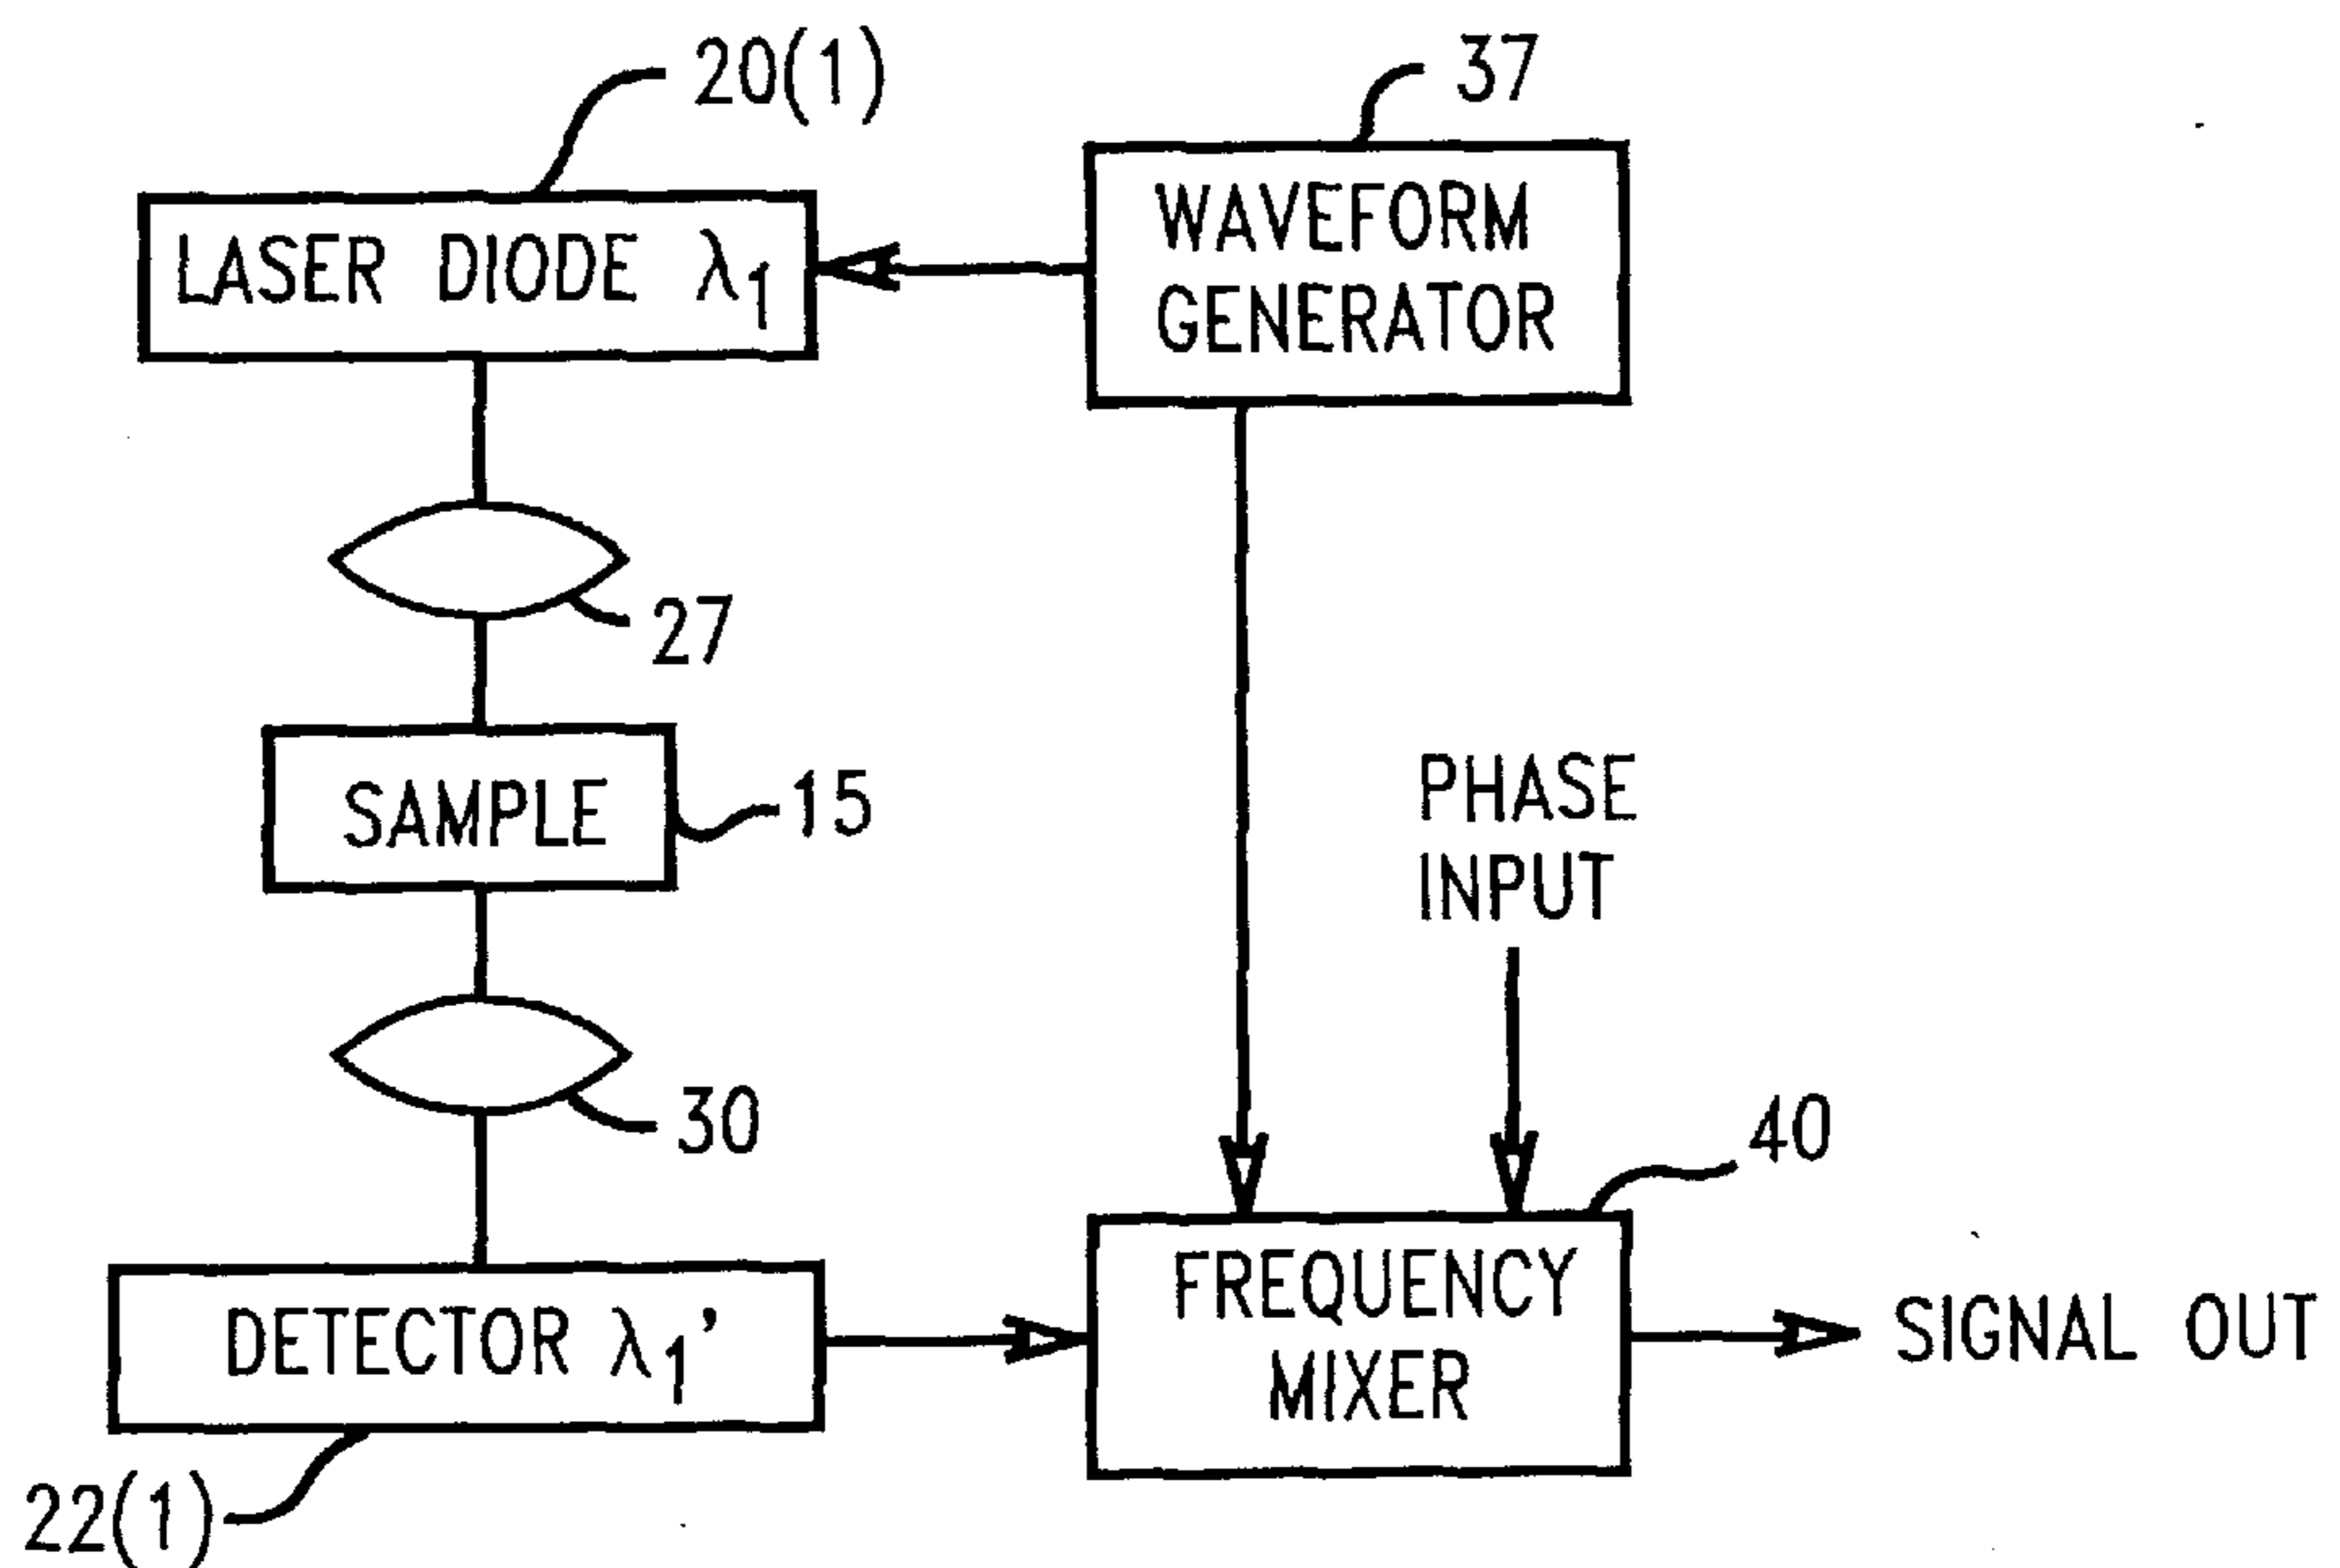 20(1)
37
LASER DIODE λ1
WAVEFORM
GENERATOR
27
SAMPLE
15
PHASE
INPUT
30
40
DETECTOR λ1'
FREQUENCY
MIXER
SIGNAL OUT
22(1)